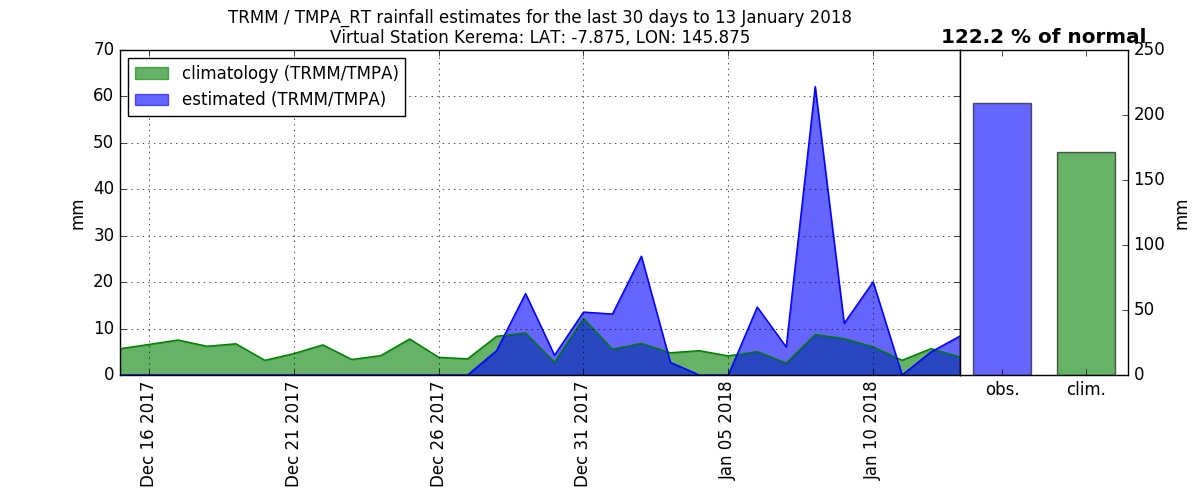 TRMM / TMPA_RT rainfall estimates for the last 30 days to 13 January 2018
Virtual Station Kerema: LAT: -7.875, LON: 145.875
122.2 % of normal
climatology (TRMM/TMPA)
estimated (TRMM/TMPA)
mm
70
60
50
40
30
20
10
0
Dec 16 2017
Dec 21 2017
Dec 26 2017
Dec 31 2017
Jan 05 2018
Jan 10 2018
obs.
clim.
250
200
150
100
50
0
mm